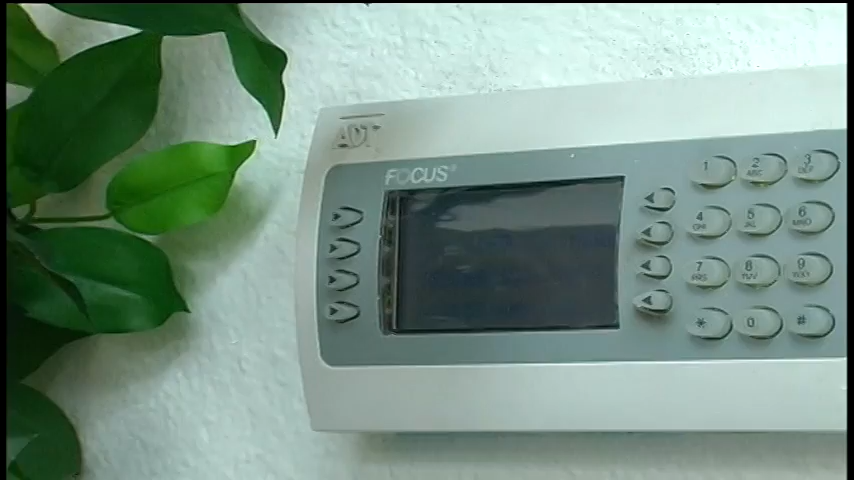 ADT
FOCUS®
1 2 ABC 3 DEF
4 GHI 5 JKL 6 MNO
7 PRS 8 TUV 9 WXY
* 0 #